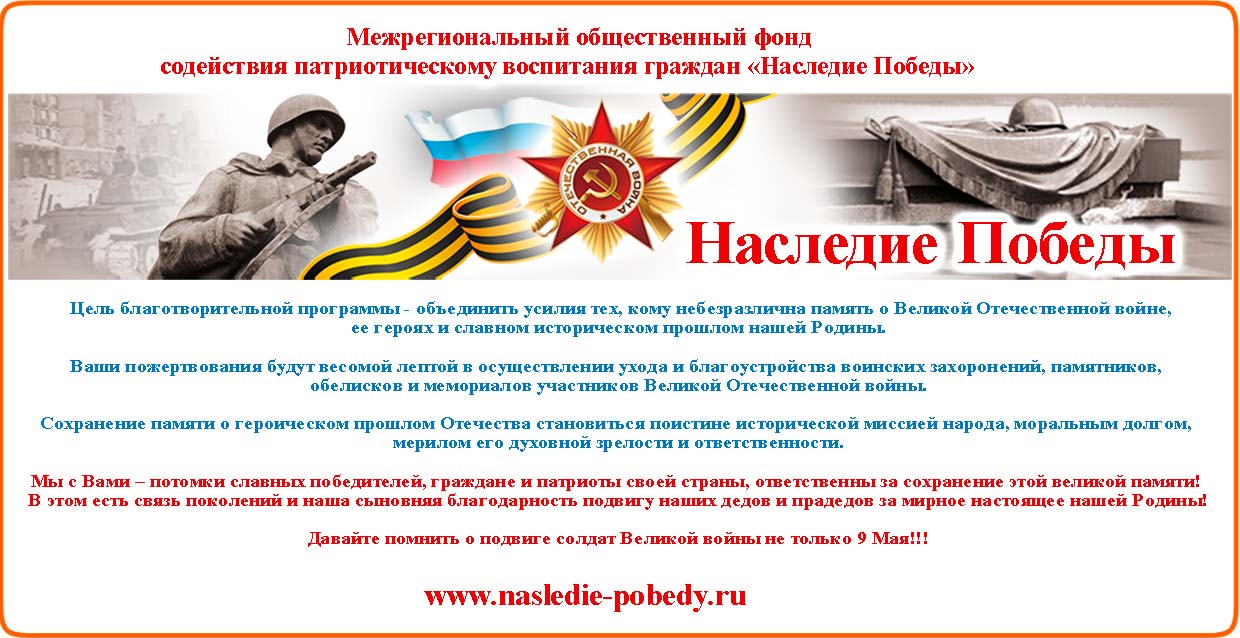 Межрегиональный общественный фонд
содействия патриотическому воспитания граждан «Наследие Победы»
ОТЕЧЕСТВЕННАЯ ВОЙНА
Наследие Победы
Цель благотворительной программы - объединить усилия тех, кому небезразлична память о Великой Отечественной войне,
ее героях и славном историческом прошлом нашей Родины.
Ваши пожертвования будут весомой лептой в осуществлении ухода и благоустройства воинских захоронений, памятников,
обелисков и мемориалов участников Великой Отечественной войны.
Сохранение памяти о героическом прошлом Отечества становиться поистине исторической миссией народа, моральным долгом,
мерилом его духовной зрелости и ответственности.
Мы с Вами – потомки славных победителей, граждане и патриоты своей страны, ответственны за сохранение этой великой памяти!
В этом есть связь поколений и наша сыновняя благодарность подвигу наших дедов и прадедов за мирное настоящее нашей Родины!
Давайте помнить о подвиге солдат Великой войны не только 9 Мая!!!
www.nasledie-pobedy.ru